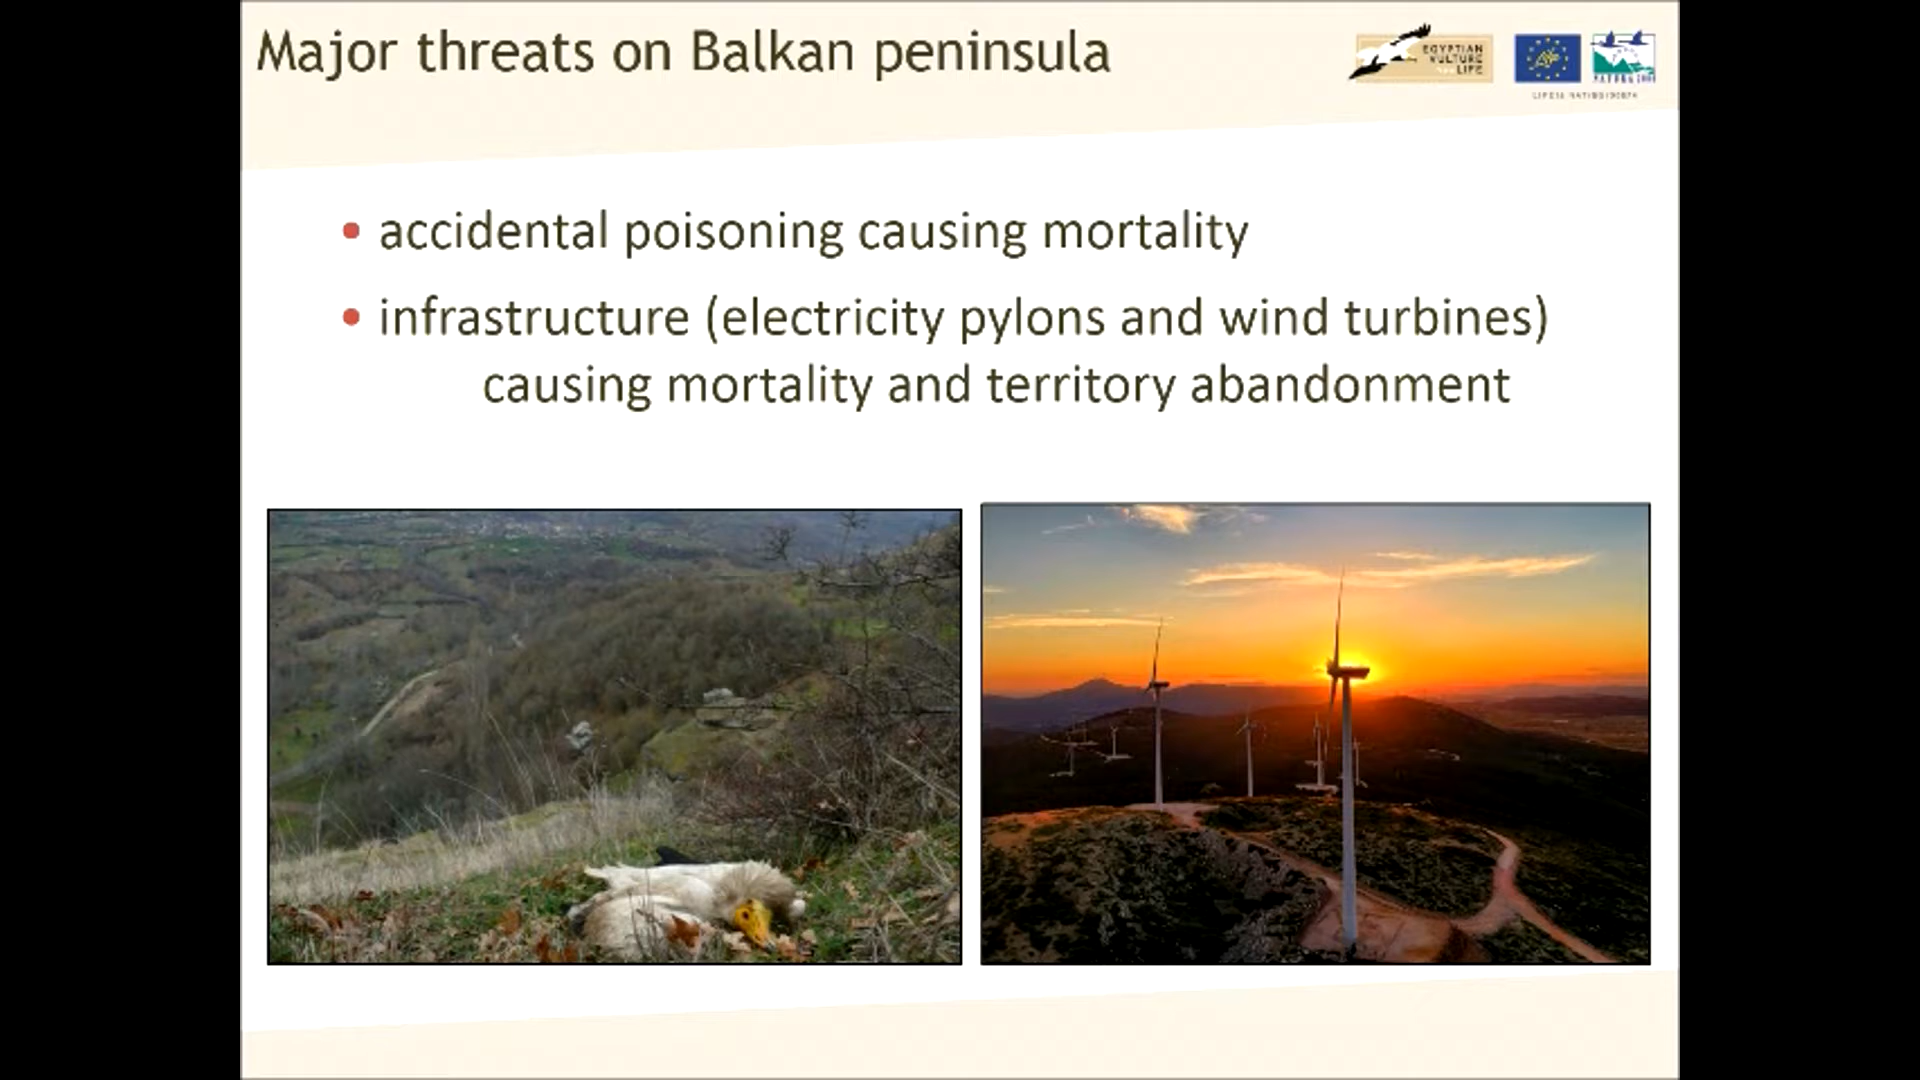 Major threats on Balkan peninsula
EGYPTIAN
VULTURE
LIFE
• accidental poisoning causing mortality
• infrastructure (electricity pylons and wind turbines)
causing mortality and territory abandonment